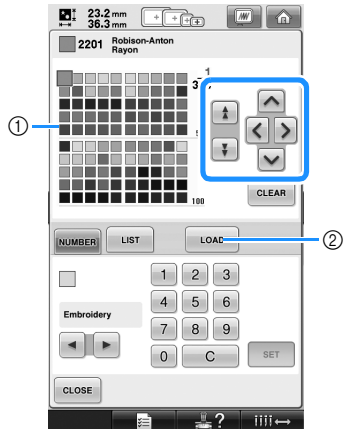 23.2 mm
36.3 mm
2201 Robison-Anton
Rayon
1
①
CLEAR
100
NUMBER LIST LOAD ②
1 2 3
Embroidery
4 5 6
7 8 9
0 C SET
CLOSE
?